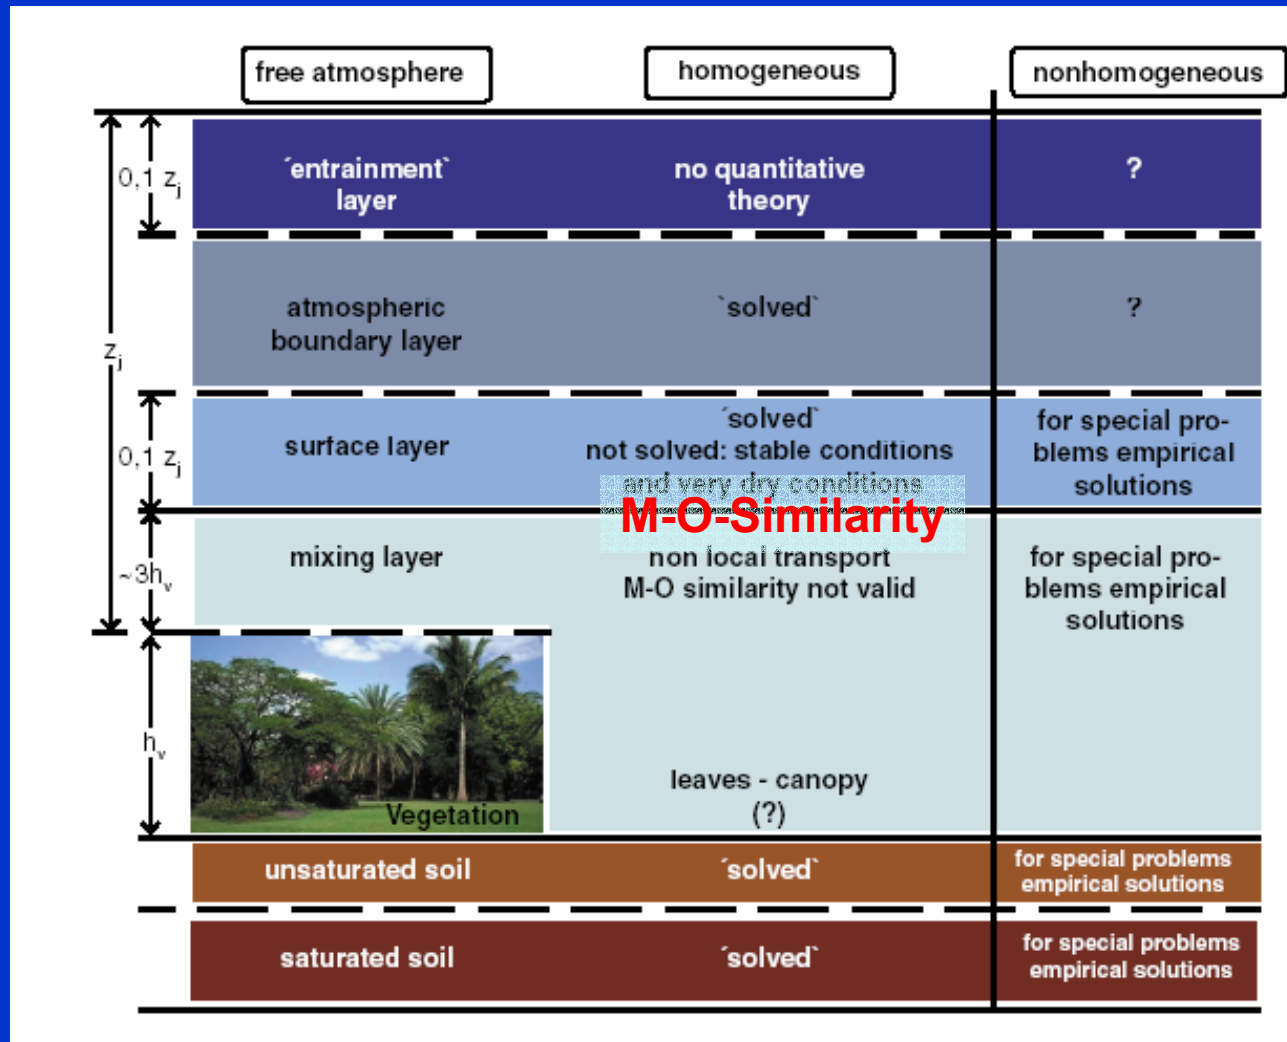 free atmosphere
homogeneous
nonhomogeneous
0,1 zj
´entrainment`
layer
no quantitative
theory
?
zj
atmospheric
boundary layer
`solved`
?
0,1 zj
surface layer
´solved`
not solved: stable conditions
and very dry conditions
for special pro-
blems empirical
solutions
M-O-Similarity
~3hv
mixing layer
non local transport
M-O similarity not valid
for special pro-
blems empirical
solutions
hv
Vegetation
leaves - canopy
(?)
unsaturated soil
´solved`
for special problems
empirical solutions
saturated soil
´solved`
for special problems
empirical solutions